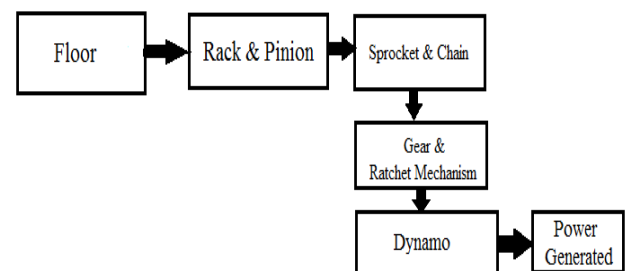 Floor
Rack & Pinion
Sprocket & Chain
Gear &
Ratchet Mechanism
Dynamo
Power
Generated